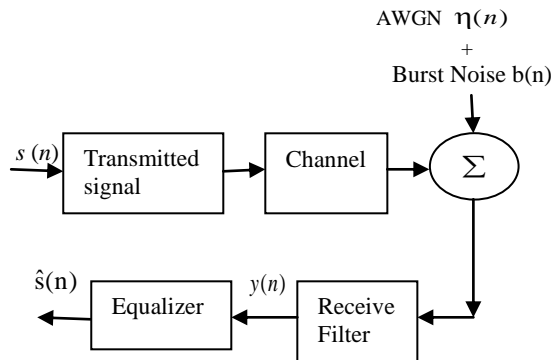 AWGN η(n)
+
Burst Noise b(n)
s (n)
Transmitted
signal
Channel
Σ
ŝ(n)
Equalizer
y(n)
Receive
Filter